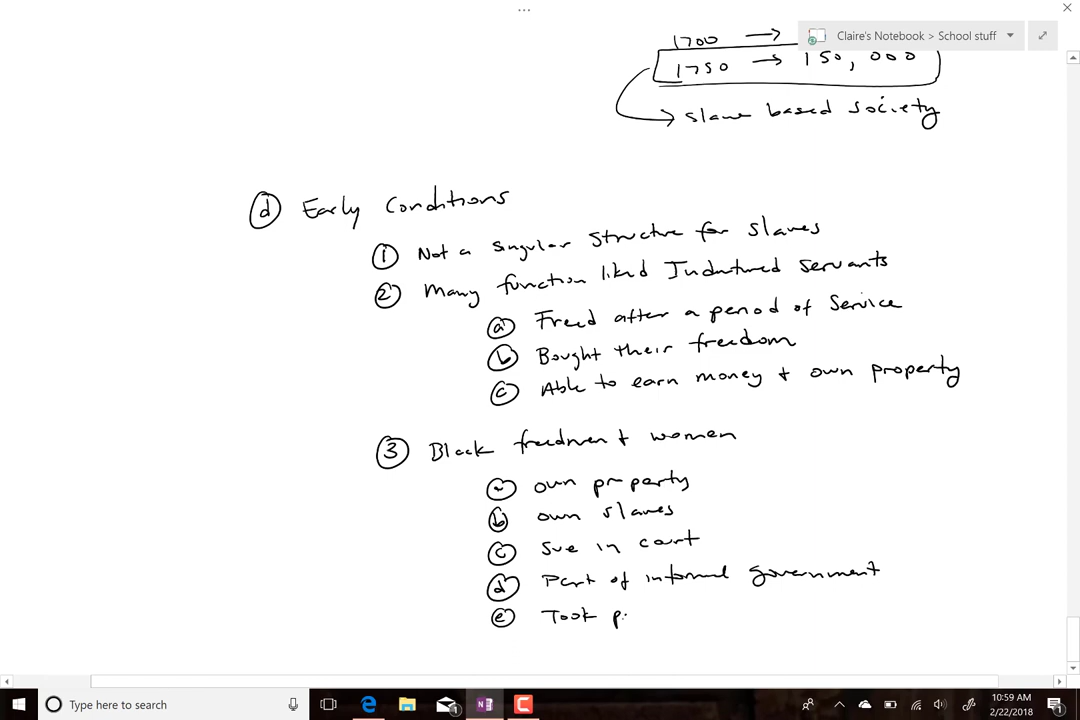 Claire's Notebook > School stuff
1700 →
1750 → 150,000
→ slave based society
d Early Conditions
1 Not a singular structure for slaves
2 Many function liked Indentured servants
a Freed after a period of service
b Bought their freedom
c Able to earn money + own property
3 Black freedmen + women
a own property
b own slaves
c Sue in court
d Part of informal government
e Took p
Type here to search
10:59 AM
2/22/2018